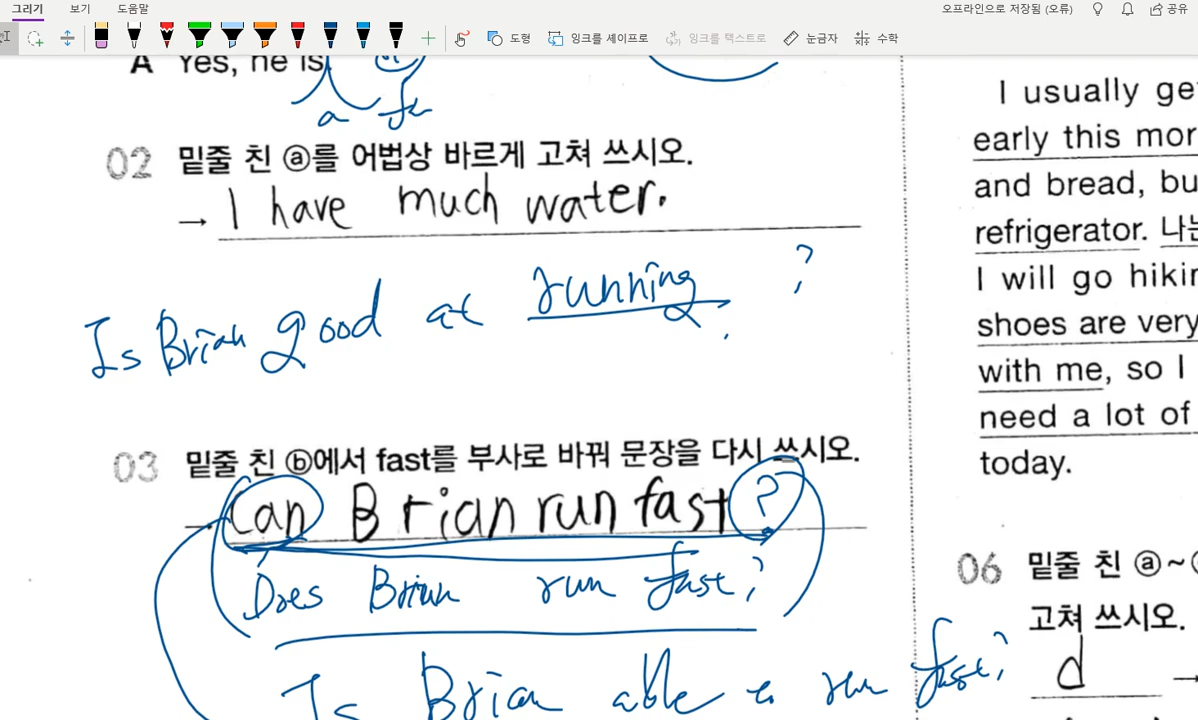 그리기 보기 도움말 오프라인으로 저장됨 (오류) 공유
도형 잉크를 셰이프로 잉크를 텍스트로 눈금자 수학
A Yes, he is
a
02 밑줄 친 ⓐ를 어법상 바르게 고쳐 쓰시오.
→ I have much water.
Is Brian good at running ?
03 밑줄 친 ⓑ에서 fast를 부사로 바꿔 문장을 다시 쓰시오.
→ Can Brian run fast ?
Does Brian run fast?
Is Brian able to run fast?
I usually ge
early this mor
and bread, bu
refrigerator. 나는
I will go hikin
shoes are very
with me, so I
need a lot of
today.
06 밑줄 친 ⓐ~
고쳐 쓰시오.
d →